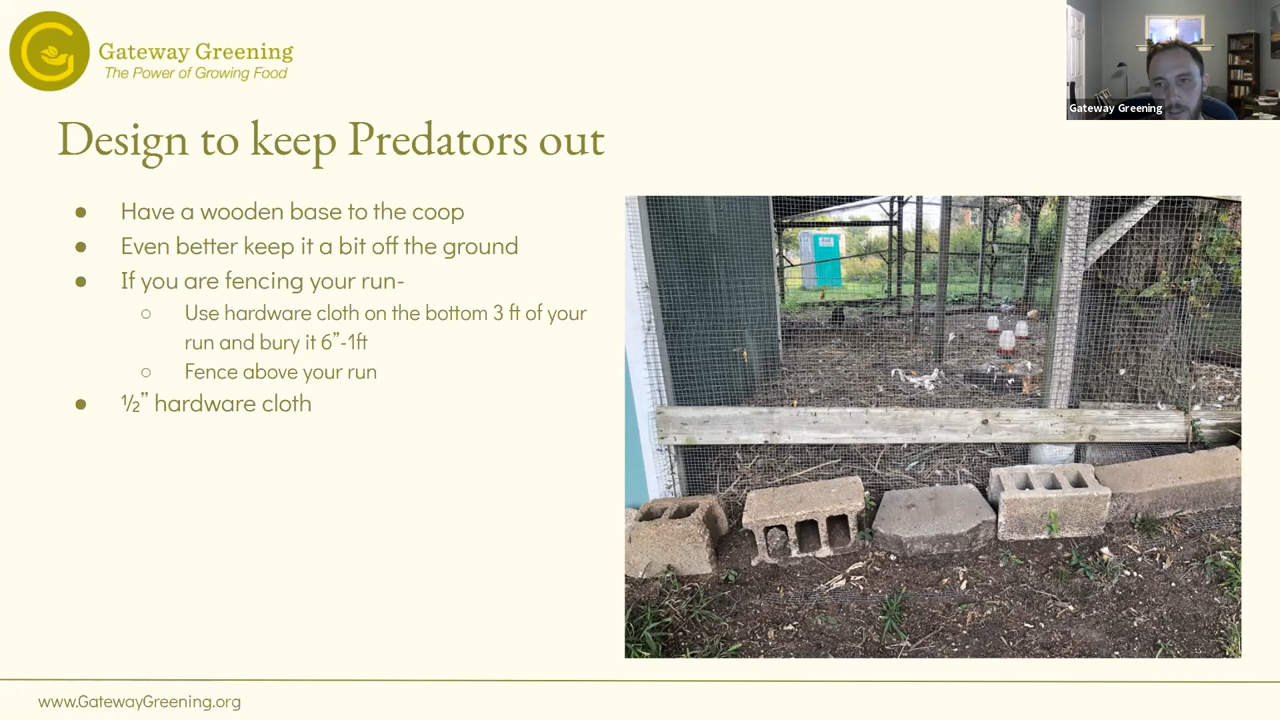 Gateway Greening
The Power of Growing Food
Gateway Greening
Design to keep Predators out
● Have a wooden base to the coop
● Even better keep it a bit off the ground
● If you are fencing your run-
○ Use hardware cloth on the bottom 3 ft of your
run and bury it 6”-1ft
○ Fence above your run
● ½” hardware cloth
www.GatewayGreening.org